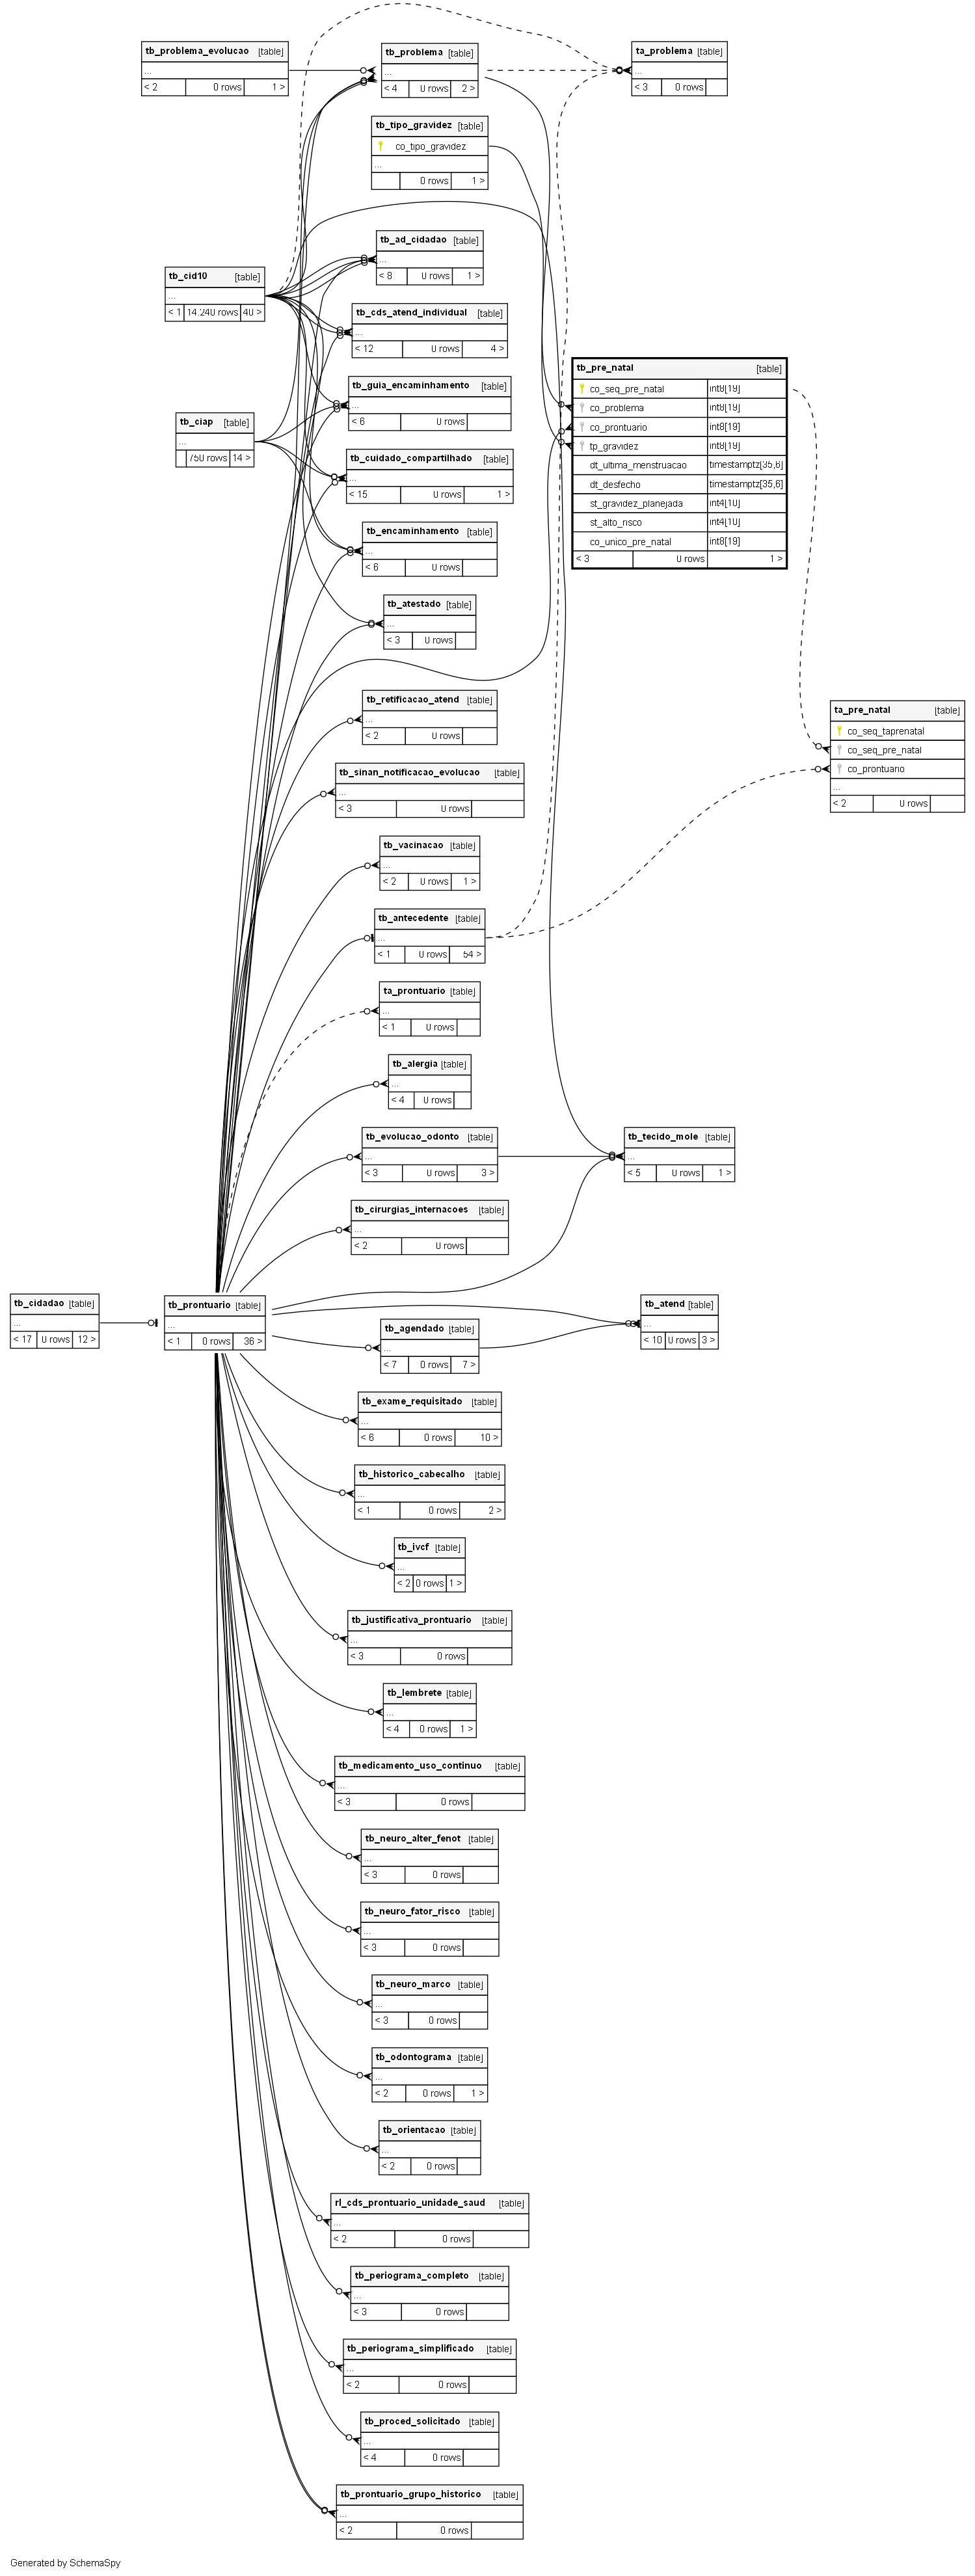 tb_problema_evolucao [table]
...
< 2 0 rows 1 >
tb_problema [table]
...
< 4 0 rows 2 >
ta_problema [table]
...
< 3 0 rows
tb_tipo_gravidez [table]
co_tipo_gravidez
...
0 rows 1 >
tb_ad_cidadao [table]
...
< 8 0 rows 1 >
tb_cid10 [table]
...
< 1 14.240 rows 40 >
tb_cds_atend_individual [table]
...
< 12 0 rows 4 >
tb_guia_encaminhamento [table]
...
< 6 0 rows
tb_ciap [table]
...
750 rows 14 >
tb_pre_natal [table]
co_seq_pre_natal int8[19]
co_problema int8[19]
co_prontuario int8[19]
tp_gravidez int8[19]
dt_ultima_menstruacao timestamptz[35,6]
dt_desfecho timestamptz[35,6]
st_gravidez_planejada int4[10]
st_alto_risco int4[10]
co_unico_pre_natal int8[19]
< 3 0 rows 1 >
tb_cuidado_compartilhado [table]
...
< 15 0 rows 1 >
tb_encaminhamento [table]
...
< 6 0 rows
tb_atestado [table]
...
< 3 0 rows
tb_retificacao_atend [table]
...
< 2 0 rows
ta_pre_natal [table]
co_seq_taprenatal
co_seq_pre_natal
co_prontuario
...
< 2 0 rows
tb_sinan_notificacao_evolucao [table]
...
< 3 0 rows
tb_vacinacao [table]
...
< 2 0 rows 1 >
tb_antecedente [table]
...
< 1 0 rows 54 >
ta_prontuario [table]
...
< 1 0 rows
tb_alergia [table]
...
< 4 0 rows
tb_evolucao_odonto [table]
...
< 3 0 rows 3 >
tb_tecido_mole [table]
...
< 5 0 rows 1 >
tb_cirurgias_internacoes [table]
...
< 2 0 rows
tb_cidadao [table]
...
< 17 0 rows 12 >
tb_prontuario [table]
...
< 1 0 rows 36 >
tb_atend [table]
...
< 10 0 rows 3 >
tb_agendado [table]
...
< 7 0 rows 7 >
tb_exame_requisitado [table]
...
< 6 0 rows 10 >
tb_historico_cabecalho [table]
...
< 1 0 rows 2 >
tb_ivcf [table]
...
< 2 0 rows 1 >
tb_justificativa_prontuario [table]
...
< 3 0 rows
tb_lembrete [table]
...
< 4 0 rows 1 >
tb_medicamento_uso_continuo [table]
...
< 3 0 rows
tb_neuro_alter_fenot [table]
...
< 3 0 rows
tb_neuro_fator_risco [table]
...
< 3 0 rows
tb_neuro_marco [table]
...
< 3 0 rows
tb_odontograma [table]
...
< 2 0 rows 1 >
tb_orientacao [table]
...
< 2 0 rows
rl_cds_prontuario_unidade_saud [table]
...
< 2 0 rows
tb_periograma_completo [table]
...
< 3 0 rows
tb_periograma_simplificado [table]
...
< 2 0 rows
tb_proced_solicitado [table]
...
< 4 0 rows
tb_prontuario_grupo_historico [table]
...
< 2 0 rows
Generated by SchemaSpy